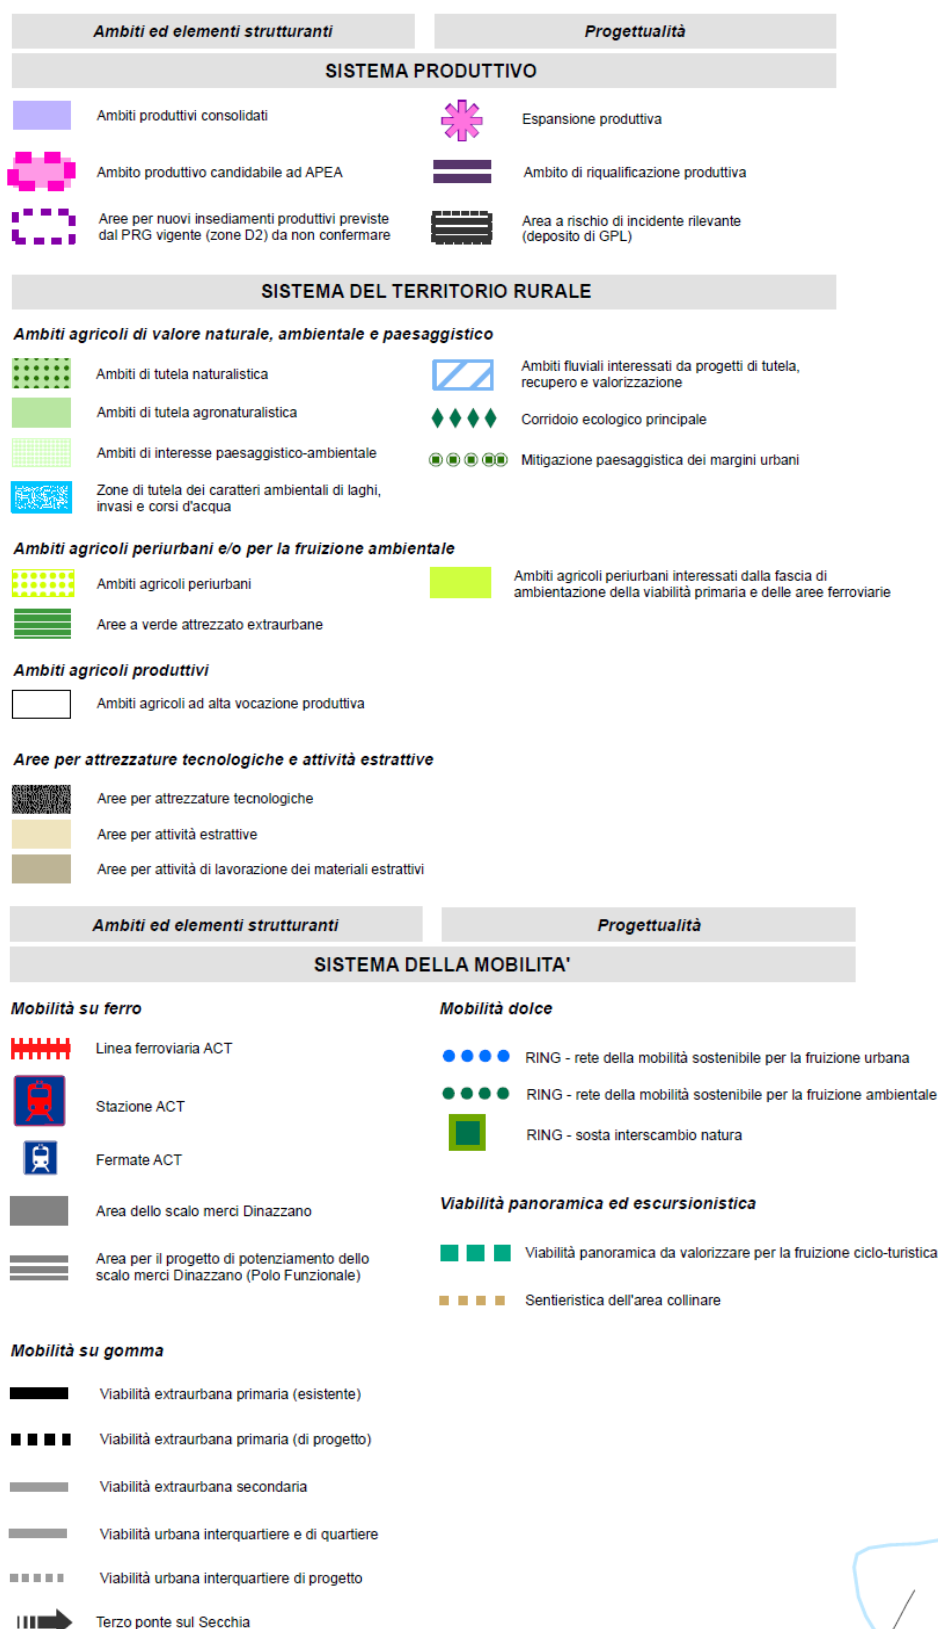 Ambiti ed elementi strutturanti
Progettualità
SISTEMA PRODUTTIVO
Ambiti produttivi consolidati
Espansione produttiva
Ambito produttivo candidabile ad APEA
Ambito di riqualificazione produttiva
Aree per nuovi insediamenti produttivi previste
dal PRG vigente (zone D2) da non confermare
Area a rischio di incidente rilevante
(deposito di GPL)
SISTEMA DEL TERRITORIO RURALE
Ambiti agricoli di valore naturale, ambientale e paesaggistico
Ambiti di tutela naturalistica
Ambiti fluviali interessati da progetti di tutela,
recupero e valorizzazione
Ambiti di tutela agronaturalistica
Corridoio ecologico principale
Ambiti di interesse paesaggistico-ambientale
Mitigazione paesaggistica dei margini urbani
Zone di tutela dei caratteri ambientali di laghi,
invasi e corsi d'acqua
Ambiti agricoli periurbani e/o per la fruizione ambientale
Ambiti agricoli periurbani
Ambiti agricoli periurbani interessati dalla fascia di
ambientazione della viabilità primaria e delle aree ferroviarie
Aree a verde attrezzato extraurbane
Ambiti agricoli produttivi
Ambiti agricoli ad alta vocazione produttiva
Aree per attrezzature tecnologiche e attività estrattive
Aree per attrezzature tecnologiche
Aree per attività estrattive
Aree per attività di lavorazione dei materiali estrattivi
Ambiti ed elementi strutturanti
Progettualità
SISTEMA DELLA MOBILITA'
Mobilità su ferro
Mobilità dolce
Linea ferroviaria ACT
RING - rete della mobilità sostenibile per la fruizione urbana
Stazione ACT
RING - rete della mobilità sostenibile per la fruizione ambientale
RING - sosta interscambio natura
Fermate ACT
Area dello scalo merci Dinazzano
Viabilità panoramica ed escursionistica
Area per il progetto di potenziamento dello
scalo merci Dinazzano (Polo Funzionale)
Viabilità panoramica da valorizzare per la fruizione ciclo-turistica
Sentieristica dell'area collinare
Mobilità su gomma
Viabilità extraurbana primaria (esistente)
Viabilità extraurbana primaria (di progetto)
Viabilità extraurbana secondaria
Viabilità urbana interquartiere e di quartiere
Viabilità urbana interquartiere di progetto
Terzo ponte sul Secchia